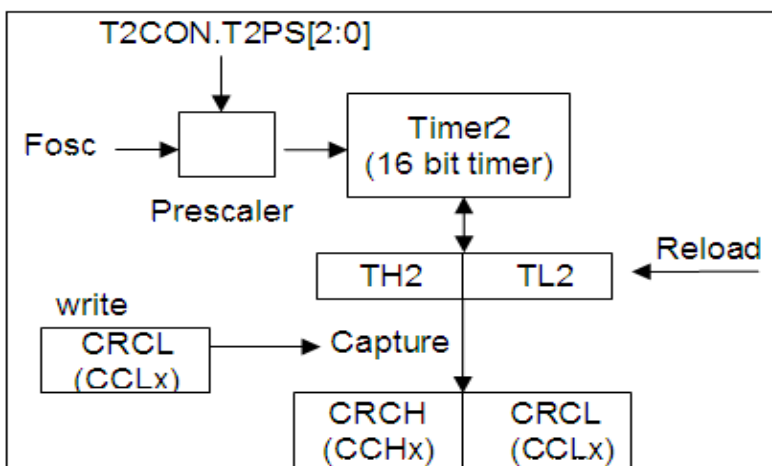 T2CON.T2PS[2:0]
Fosc
Prescaler
Timer2
(16 bit timer)
TH2
TL2
Reload
write
CRCL
(CCLx)
Capture
CRCH
(CCHx)
CRCL
(CCLx)